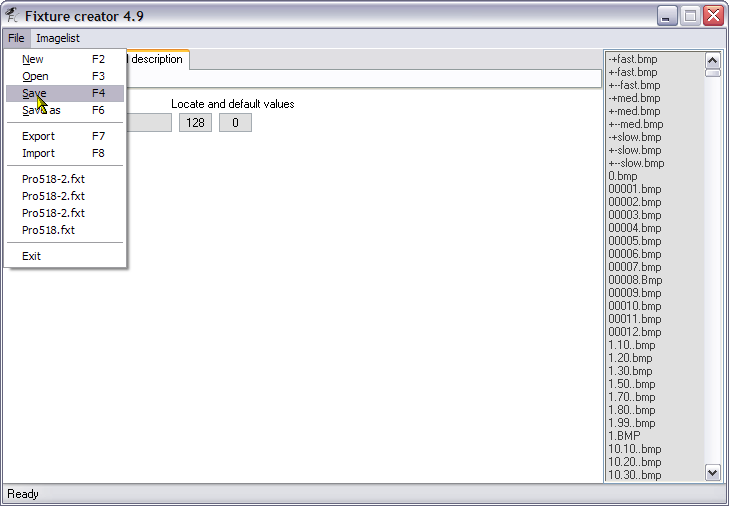 Fixture creator 4.9
File Imagelist
New F2
Open F3
Save F4
Save as F6
Export F7
Import F8
Pro518-2.fxt
Pro518-2.fxt
Pro518-2.fxt
Pro518.fxt
Exit
description
Locate and default values
128 0
-+fast.bmp
+-fast.bmp
+--fast.bmp
-+med.bmp
+-med.bmp
+--med.bmp
-+slow.bmp
+-slow.bmp
+--slow.bmp
0.bmp
00001.bmp
00002.bmp
00003.bmp
00004.bmp
00005.bmp
00006.bmp
00007.bmp
00008.Bmp
00009.bmp
00010.bmp
00011.bmp
00012.bmp
1.10..bmp
1.20.bmp
1.30.bmp
1.50..bmp
1.70..bmp
1.80..bmp
1.99..bmp
1.BMP
10.10..bmp
10.20..bmp
10.30..bmp
Ready